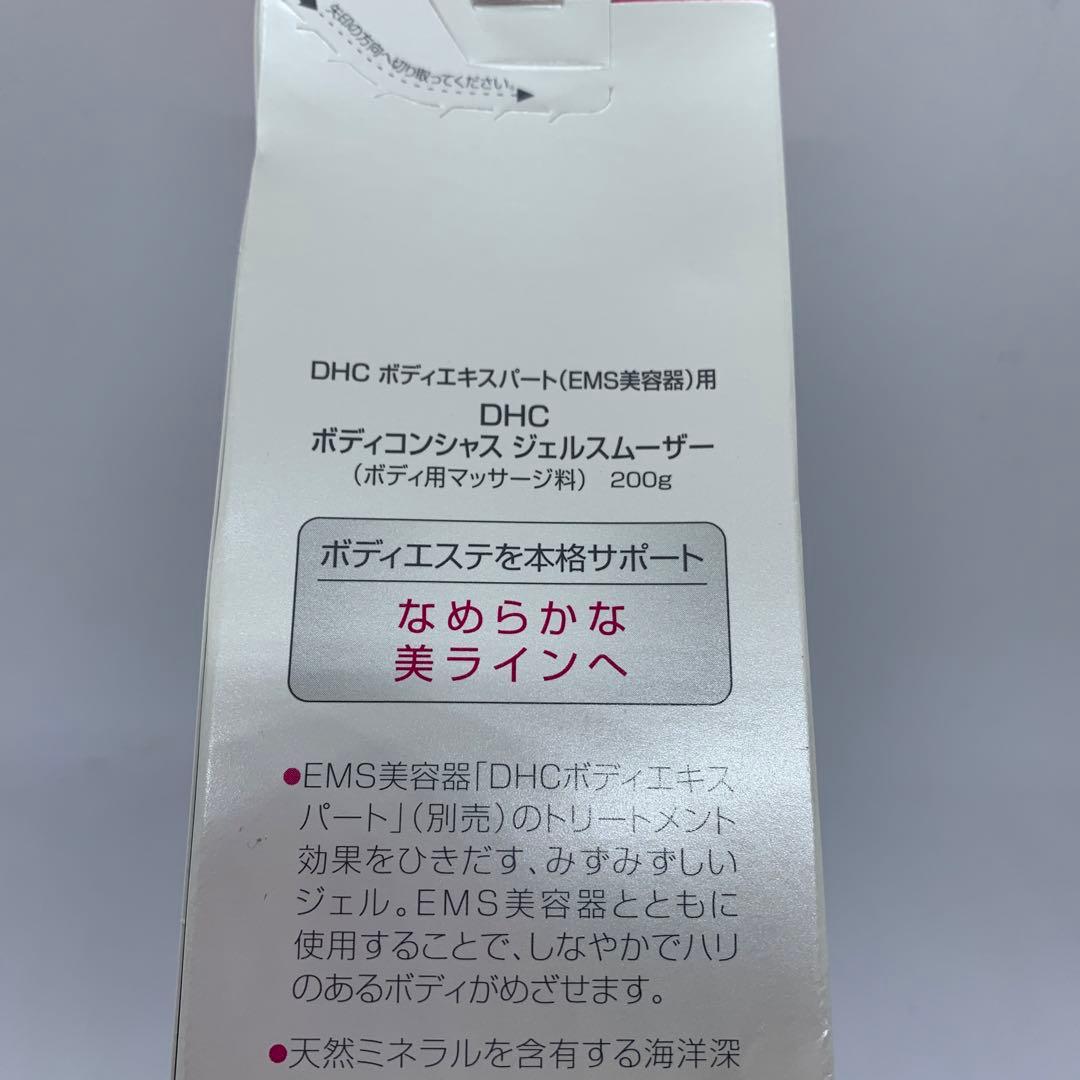 矢印の方向へ切り取ってください。
DHC ボディエキスパート(EMS美容器)用
DHC
ボディコンシャス ジェルスムーザー
(ボディ用マッサージ料) 200g
ボディエステを本格サポート
なめらかな
美ラインへ
●EMS美容器「DHCボディエキス
パート」(別売)のトリートメント
効果をひきだす、みずみずしい
ジェル。EMS美容器とともに
使用することで、しなやかでハリ
のあるボディがめざせます。
●天然ミネラルを含有する海洋深